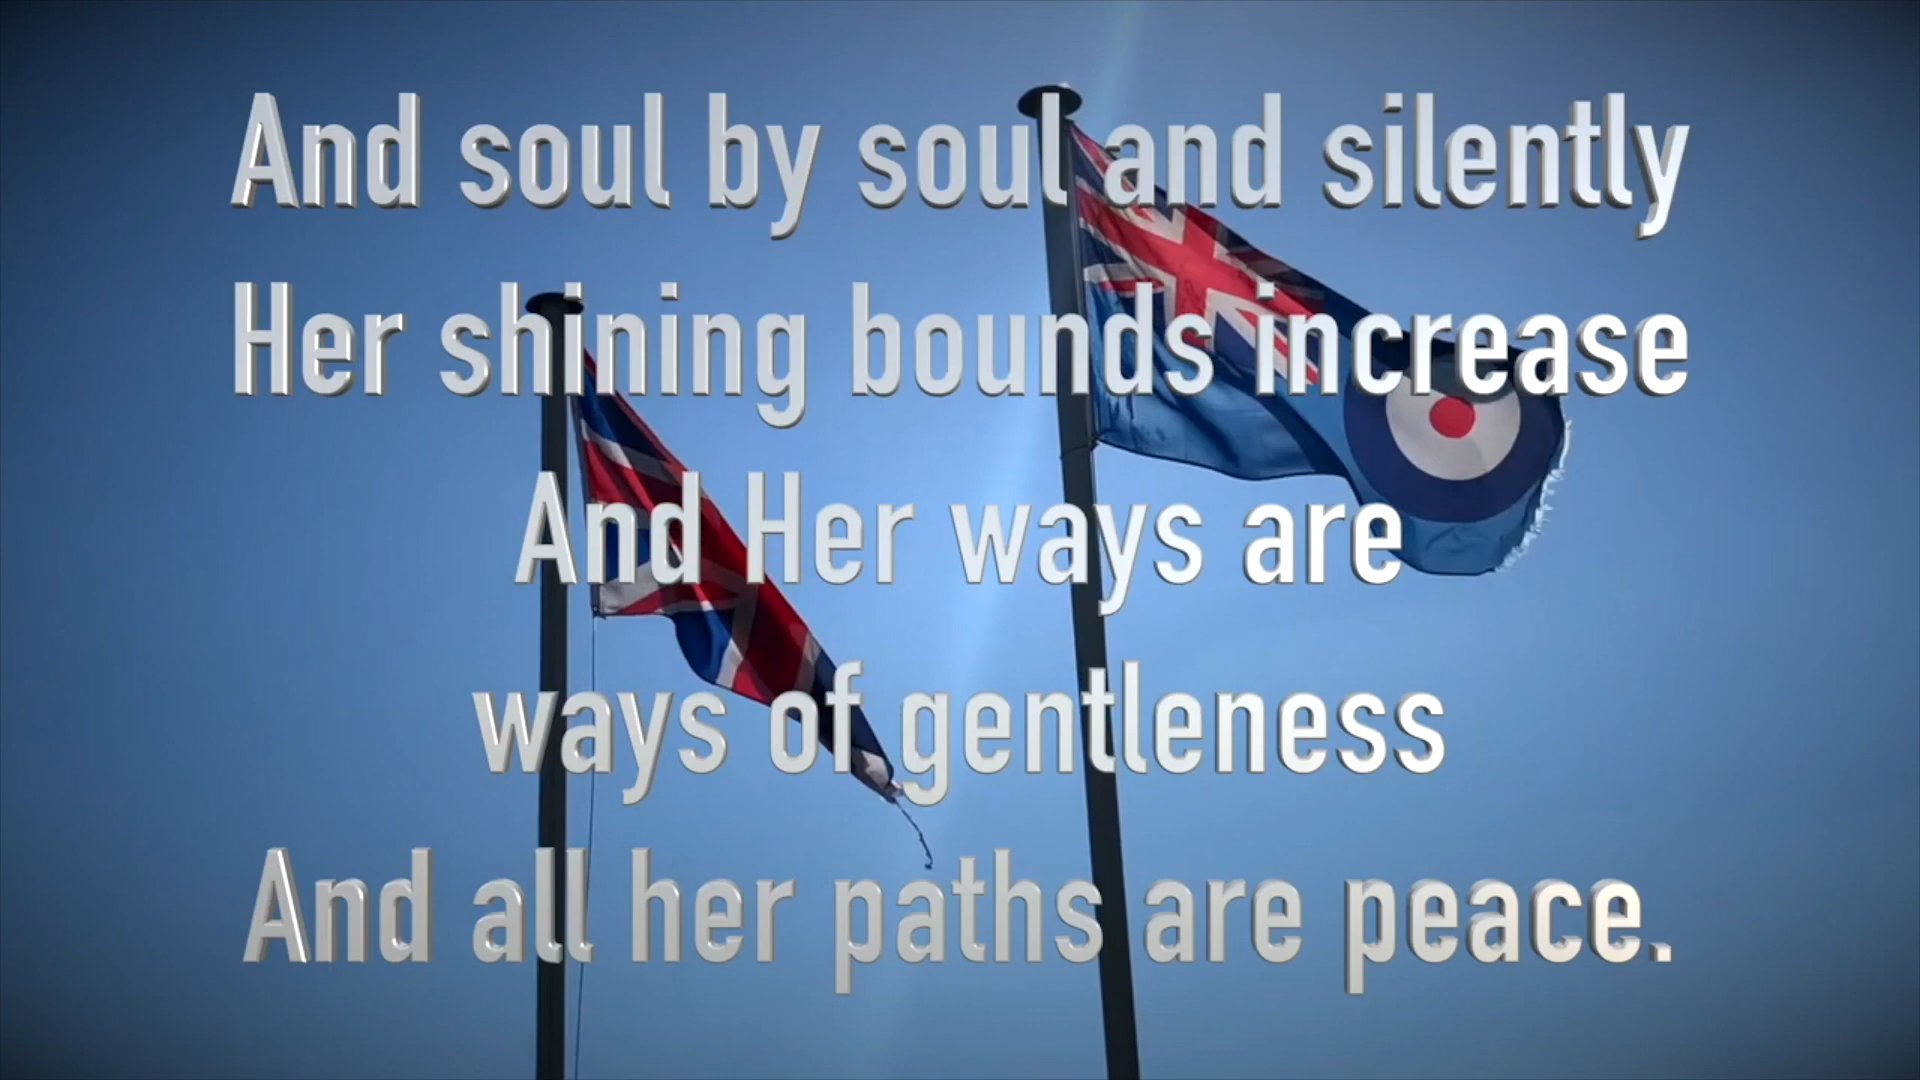 And soul by soul and silently
Her shining bounds increase
And Her ways are
ways of gentleness
And all her paths are peace.